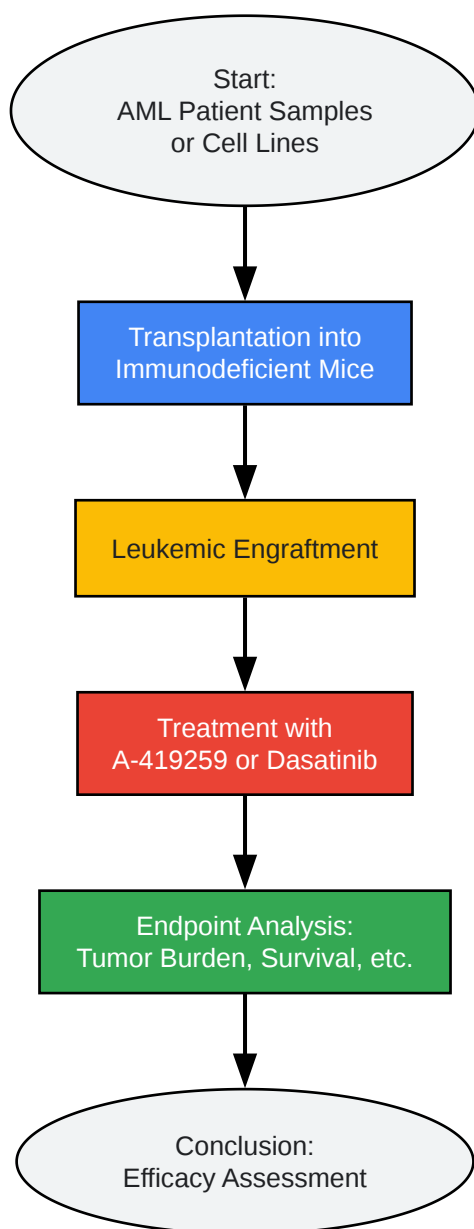 Start:
AML Patient Samples
or Cell Lines
Transplantation into
Immunodeficient Mice
Leukemic Engraftment
Treatment with
A-419259 or Dasatinib
Endpoint Analysis:
Tumor Burden, Survival, etc.
Conclusion:
Efficacy Assessment